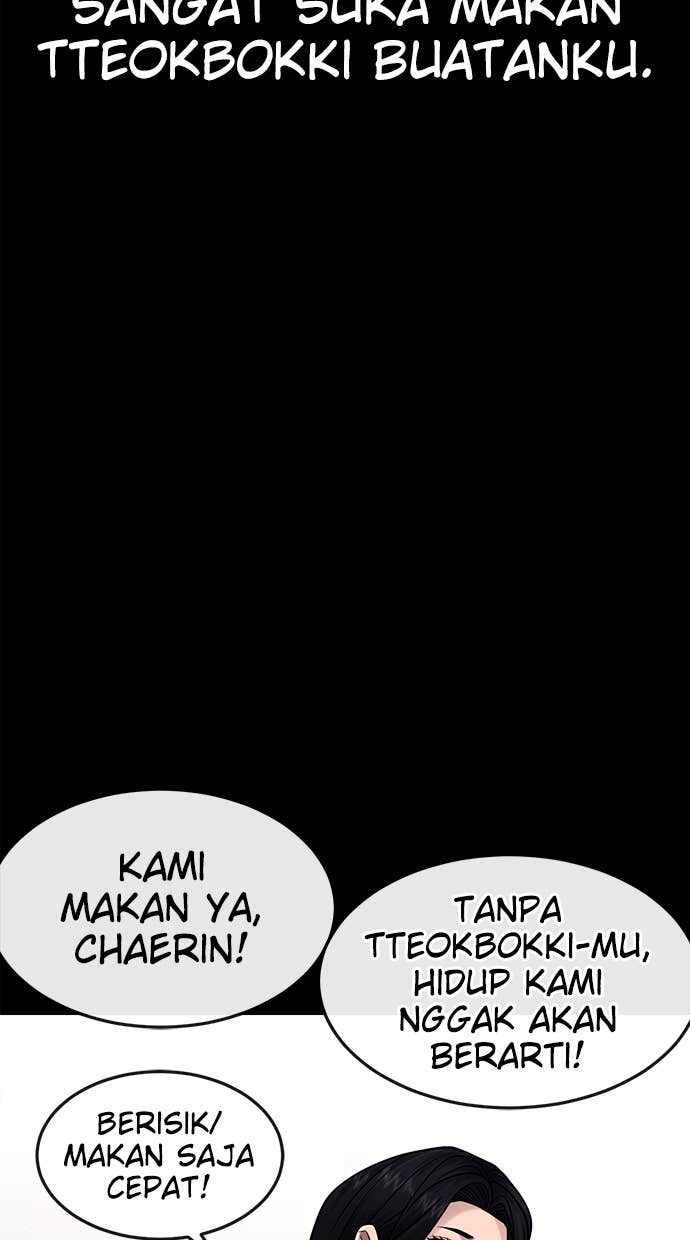 SANGAT SUKA MAKAN
TTEOKBOKKI BUATANKU.
KAMI
MAKAN YA,
CHAERIN!
TANPA
TTEOKBOKKI-MU,
HIDUP KAMI
NGGAK AKAN
BERARTI!
BERISIK/
MAKAN SAJA
CEPAT!